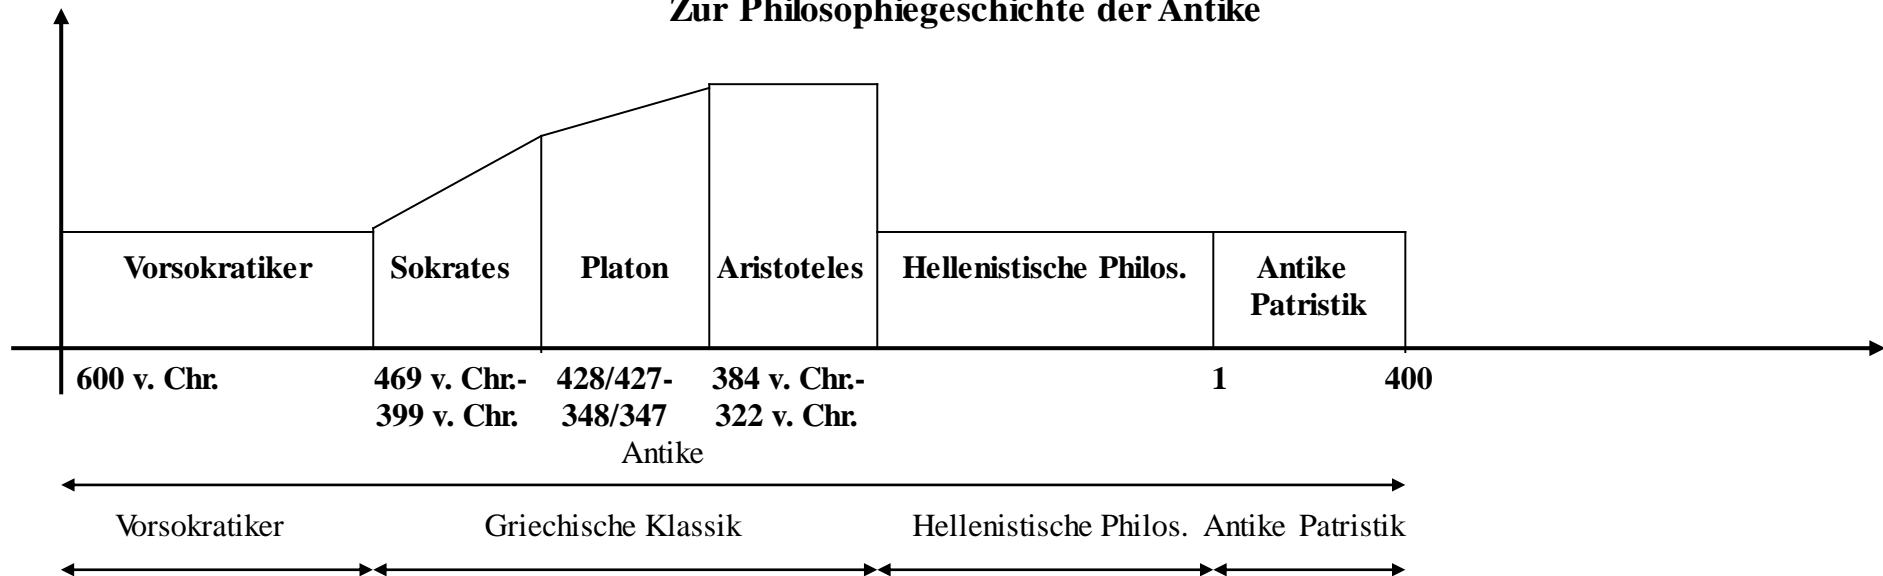 Zur Philosophiegeschichte der Antike
Vorsokratiker Sokrates Platon Aristoteles Hellenistische Philos. Antike
Patristik
600 v. Chr. 469 v. Chr.- 428/427- 384 v. Chr.- 1 400
399 v. Chr. 348/347 322 v. Chr.
Antike
Vorsokratiker Griechische Klassik Hellenistische Philos. Antike Patristik